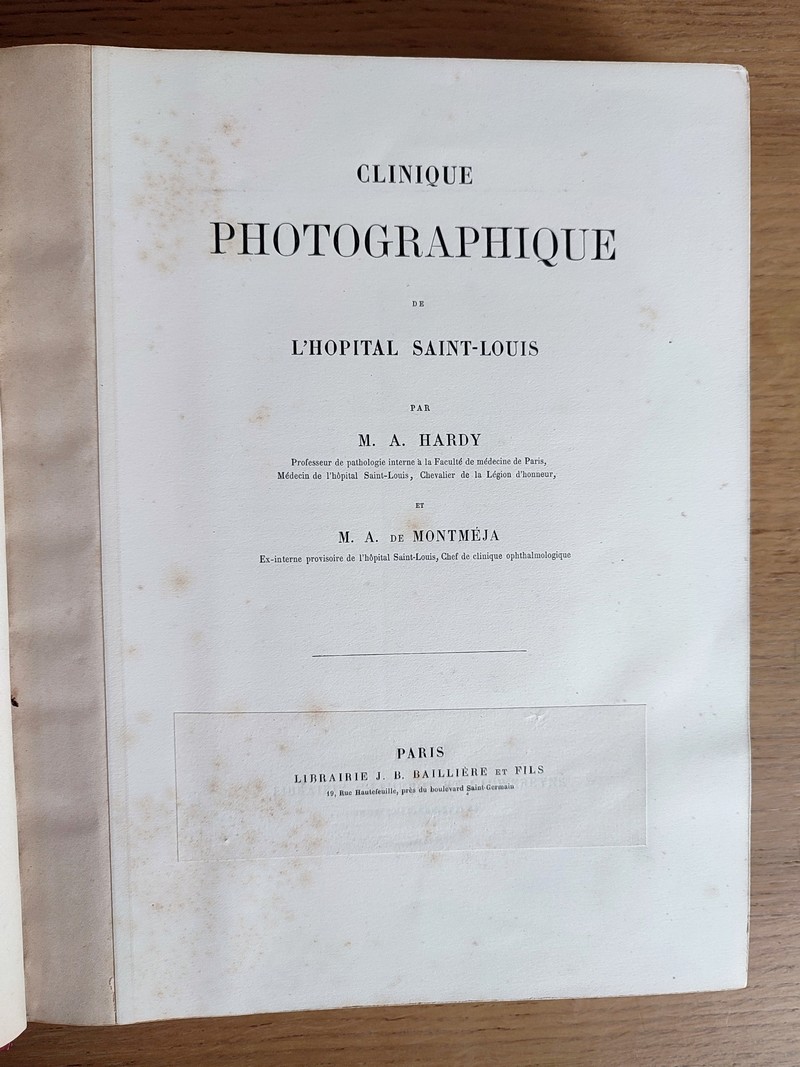 CLINIQUE
PHOTOGRAPHIQUE
DE
L'HOPITAL SAINT-LOUIS
PAR
M. A. HARDY
Professeur de pathologie interne à la Faculté de médecine de Paris,
Médecin de l'hôpital Saint-Louis, Chevalier de la Légion d'honneur,
ET
M. A. DE MONTMÉJA
Ex-interne provisoire de l'hôpital Saint-Louis, Chef de clinique ophthalmologique
PARIS
LIBRAIRIE J. B. BAILLIÈRE ET FILS
19, Rue Hautefeuille, près du boulevard Saint-Germain